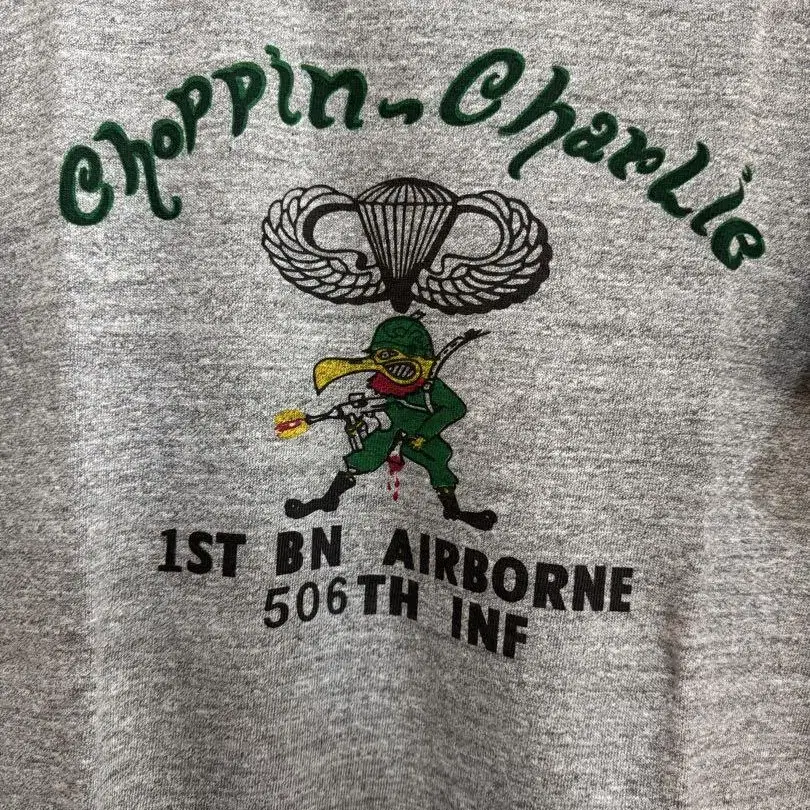 Choppin~Charlie
1ST BN AIRBORNE
506TH INF